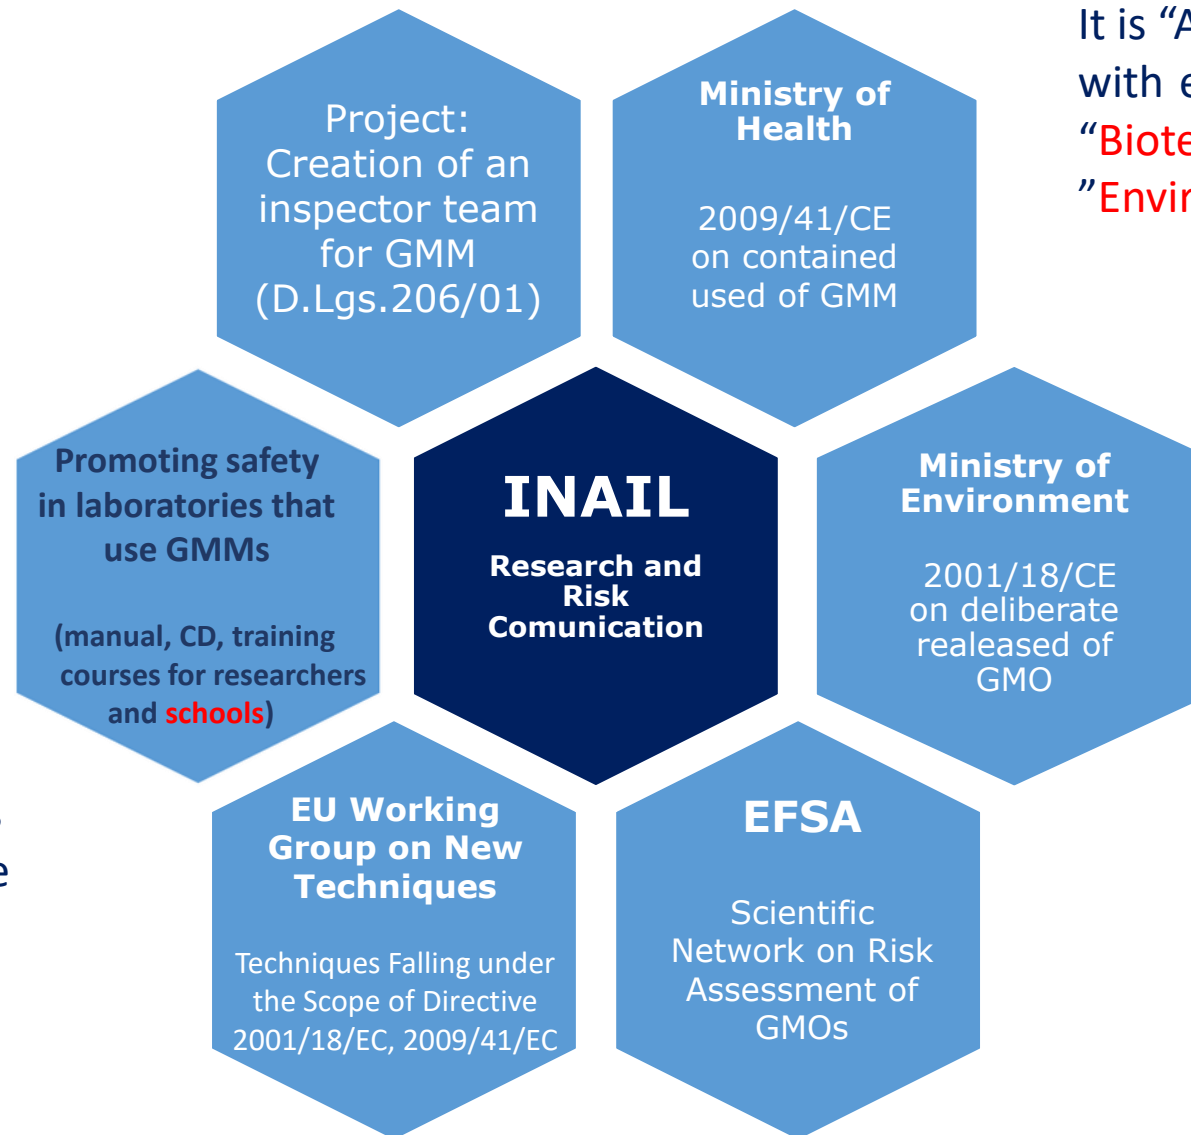 Project:
Creation of an
inspector team
for GMM
(D.Lgs.206/01)
Ministry of
Health
2009/41/CE
on contained
used of GMM
It is “A
with e
“Biote
”Envir
Promoting safety
in laboratories that
use GMMs
(manual, CD, training
courses for researchers
and schools)
INAIL
Research and
Risk
Comunication
Ministry of
Environment
2001/18/CE
on deliberate
realeased of
GMO
e
EU Working
Group on New
Techniques
Techniques Falling under
the Scope of Directive
2001/18/EC, 2009/41/EC
EFSA
Scientific
Network on Risk
Assessment of
GMOs